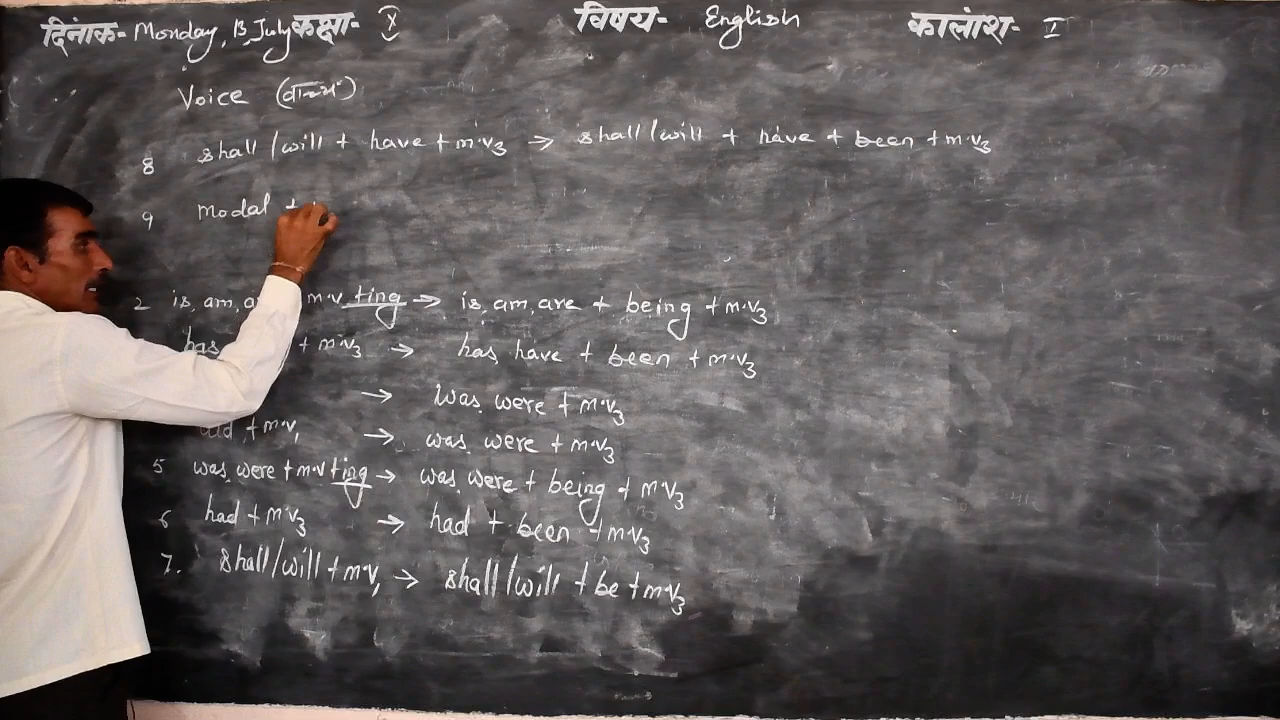 दिनांक- Monday, 13, July कक्षा- X विषय- English कालांश- I
Voice (वाच्य)
8 shall/will + have + m.v3 → shall/will + have + been + m.v3
9 Modal +
2 is, am, m.v ting → is, am, are + being + m.v3
has + m.v3 → has, have + been + m.v3
→ was, were + m.v3
did + m.v1 → was, were + m.v3
5 was, were + m.v ting → was, were + being + m.v3
6 had + m.v3 → had + been + m.v3
7. shall/will + m.v1 → shall/will + be + m.v3